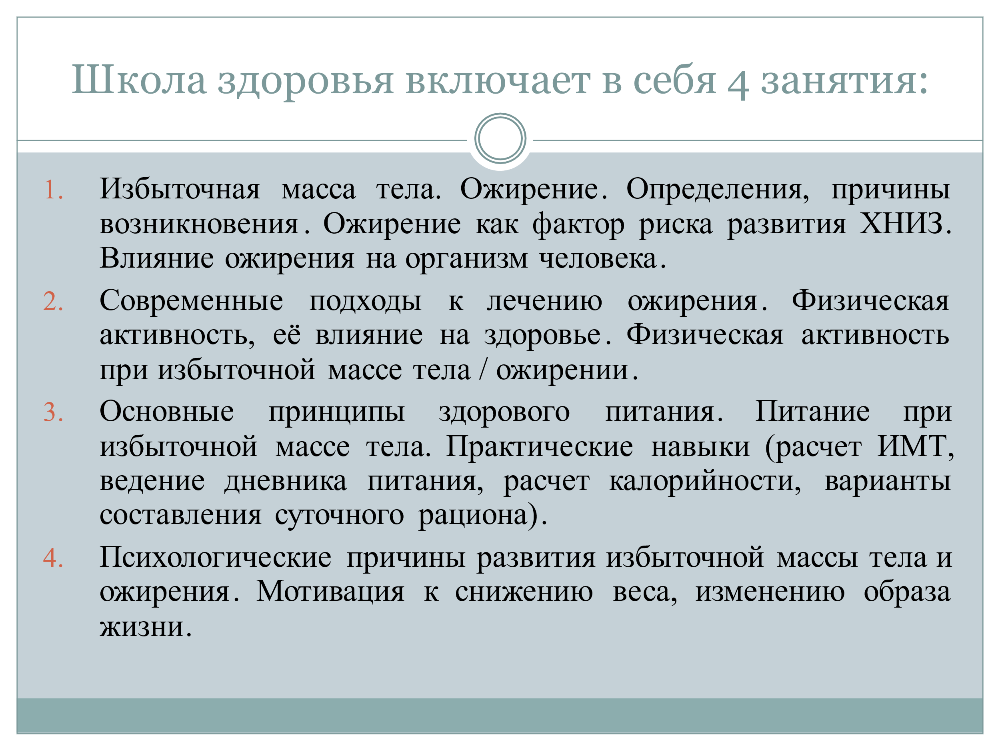 Школа здоровья включает в себя 4 занятия:
1. Избыточная масса тела. Ожирение. Определения, причины
возникновения. Ожирение как фактор риска развития ХНИЗ.
Влияние ожирения на организм человека.
2. Современные подходы к лечению ожирения. Физическая
активность, её влияние на здоровье. Физическая активность
при избыточной массе тела / ожирении.
3. Основные принципы здорового питания. Питание при
избыточной массе тела. Практические навыки (расчет ИМТ,
ведение дневника питания, расчет калорийности, варианты
составления суточного рациона).
4. Психологические причины развития избыточной массы тела и
ожирения. Мотивация к снижению веса, изменению образа
жизни.